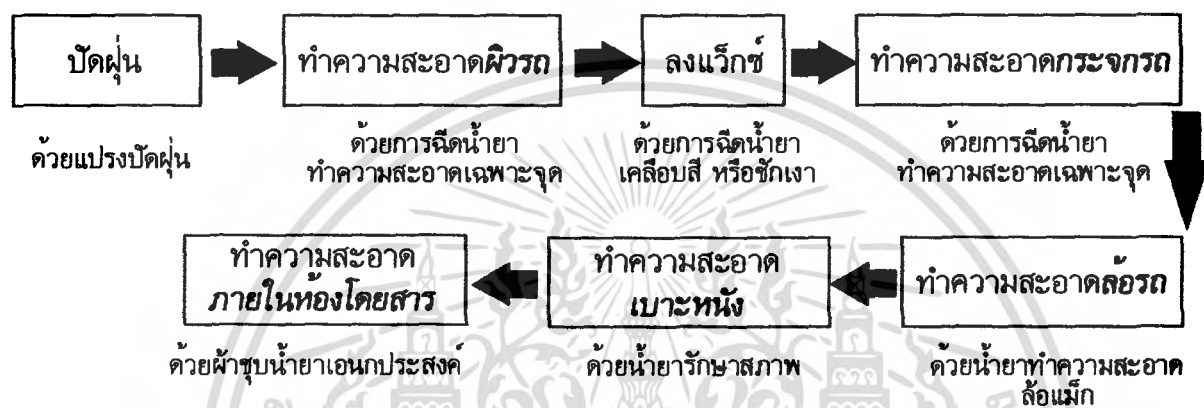 ปัดฝุ่น
ด้วยแปรงปัดฝุ่น
ทำความสะอาดผิวรถ
ด้วยการฉีดน้ำยา
ทำความสะอาดเฉพาะจุด
ลงแว็กซ์
ด้วยการฉีดน้ำยา
เคลือบสี หรือชักเงา
ทำความสะอาดกระจกรถ
ด้วยการฉีดน้ำยา
ทำความสะอาดเฉพาะจุด
ทำความสะอาดล้อรถ
ด้วยน้ำยาทำความสะอาด
ล้อแม็ก
ทำความสะอาด
เบาะหนัง
ด้วยน้ำยารักษาสภาพ
ทำความสะอาด
ภายในห้องโดยสาร
ด้วยผ้าชุบน้ำยาเอนกประสงค์